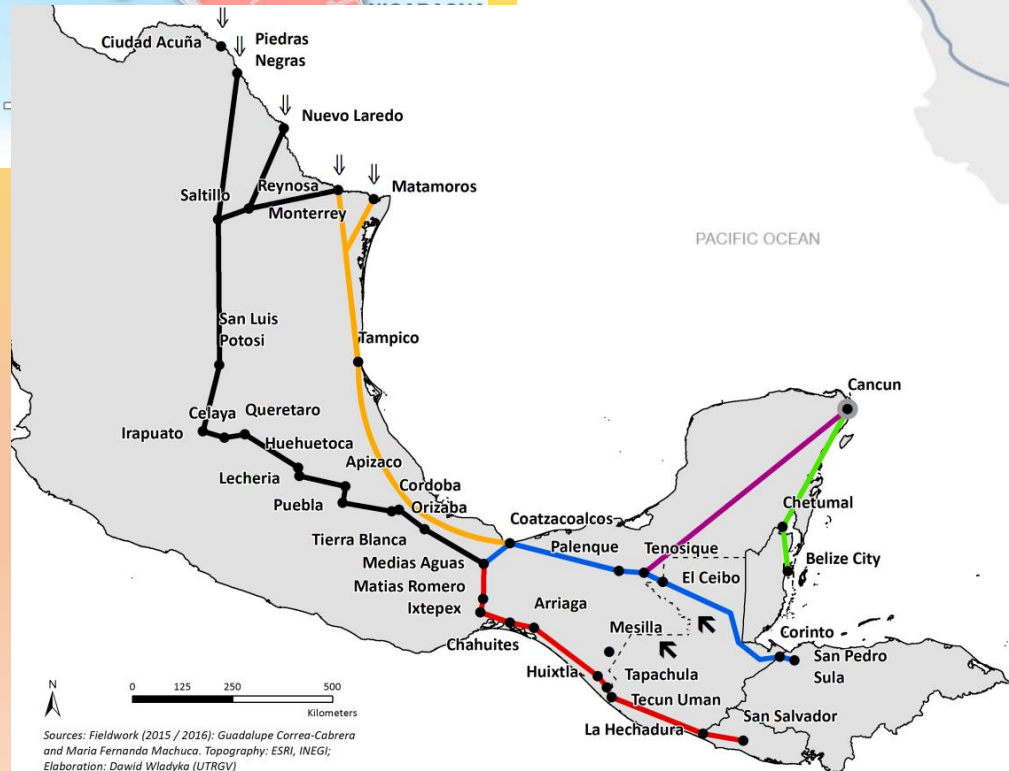 NICARAGUA
Ciudad Acuña
Piedras
Negras
Nuevo Laredo
Reynosa
Matamoros
Saltillo
Monterrey
PACIFIC OCEAN
San Luis
Potosi
Tampico
Cancun
Celaya
Queretaro
Irapuato
Huehuetoca
Apizaco
Lecheria
Cordoba
Puebla
Orizaba
Chetumal
Coatzacoalcos
Tierra Blanca
Palenque
Tenosique
Medias Aguas
El Ceibo
Belize City
Matias Romero
Ixtepex
Arriaga
Mesilla
Corinto
Chahuites
San Pedro
Sula
Huixtla
Tapachula
Tecun Uman
San Salvador
La Hechadura
N
0 125 250 500
Kilometers
Sources: Fieldwork (2015 / 2016): Guadalupe Correa-Cabrera
and Maria Fernanda Machuca. Topography: ESRI, INEGI;
Elaboration: Dawid Wladyka (UTRGV)